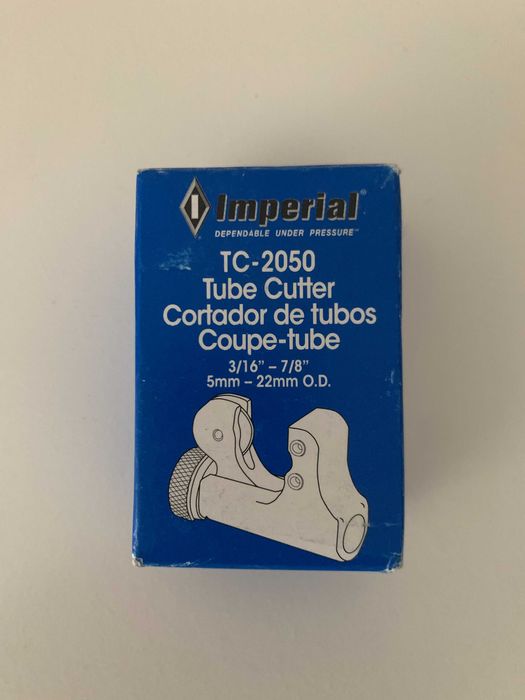 I Imperial®
DEPENDABLE UNDER PRESSURE™
TC-2050
Tube Cutter
Cortador de tubos
Coupe-tube
3/16" – 7/8"
5mm – 22mm O.D.